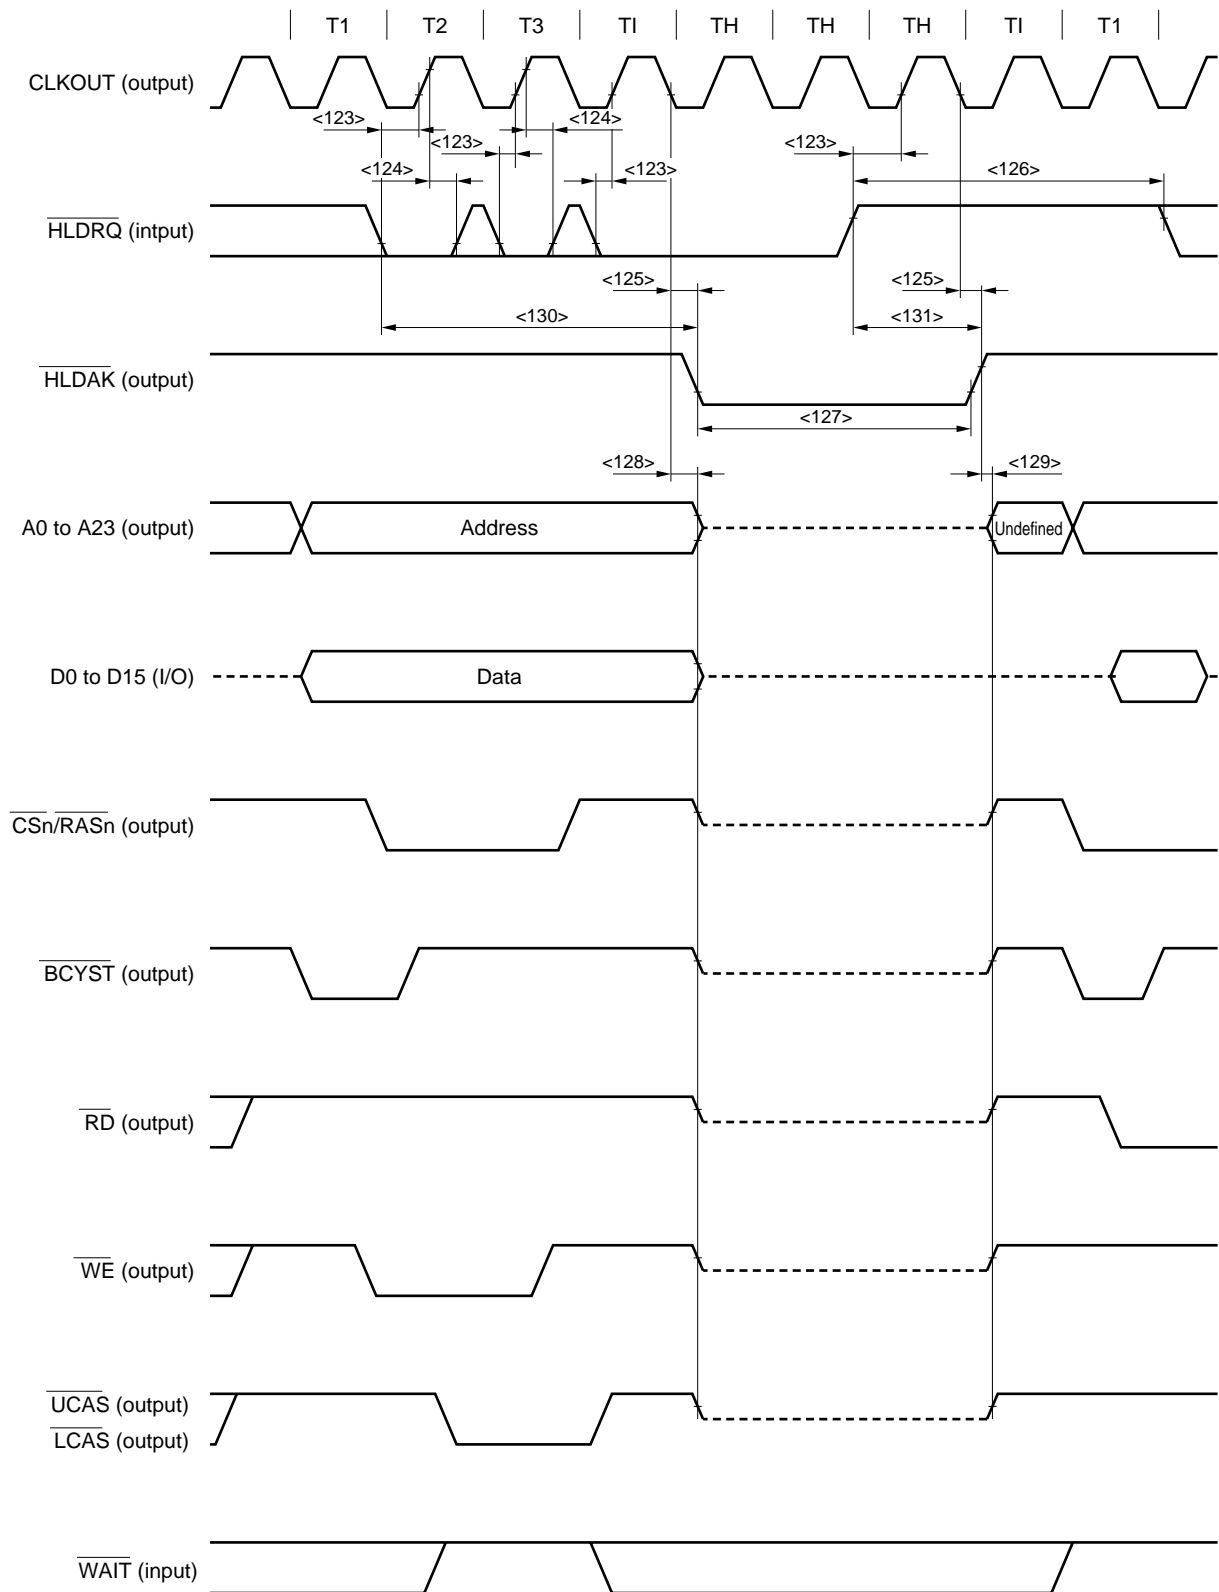 T1 T2 T3 TI TH TH TH TI T1
CLKOUT (output)
<123> <124>
<123> <123>
<124> <123> <126>
HLDRQ (intput)
<125> <125>
<130> <131>
HLDAK (output)
<127>
<128> <129>
A0 to A23 (output) Address Undefined
D0 to D15 (I/O) Data
CSn/RASn (output)
BCYST (output)
RD (output)
WE (output)
UCAS (output)
LCAS (output)
WAIT (input)